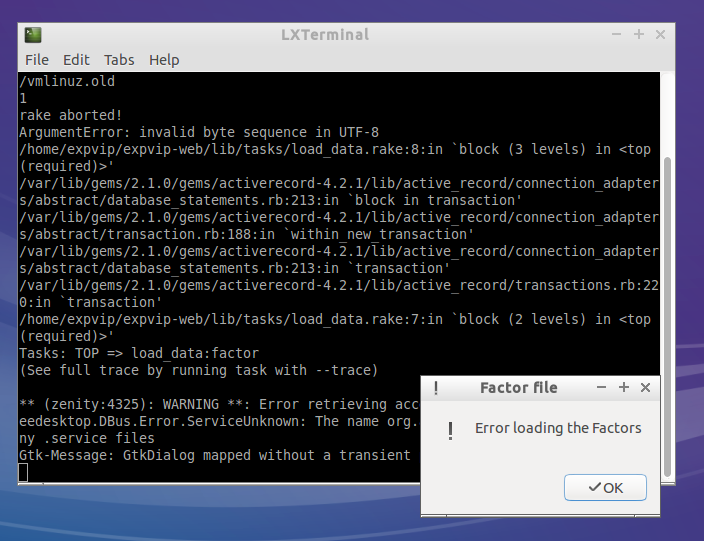 LXTerminal
File Edit Tabs Help
/vmlinuz.old
1
rake aborted!
ArgumentError: invalid byte sequence in UTF-8
/home/expvip/expvip-web/lib/tasks/load_data.rake:8:in `block (3 levels) in <top
(required)>'
/var/lib/gems/2.1.0/gems/activerecord-4.2.1/lib/active_record/connection_adapter
s/abstract/database_statements.rb:213:in `block in transaction'
/var/lib/gems/2.1.0/gems/activerecord-4.2.1/lib/active_record/connection_adapter
s/abstract/transaction.rb:188:in `within_new_transaction'
/var/lib/gems/2.1.0/gems/activerecord-4.2.1/lib/active_record/connection_adapter
s/abstract/database_statements.rb:213:in `transaction'
/var/lib/gems/2.1.0/gems/activerecord-4.2.1/lib/active_record/transactions.rb:22
0:in `transaction'
/home/expvip/expvip-web/lib/tasks/load_data.rake:7:in `block (2 levels) in <top
(required)>'
Tasks: TOP => load_data:factor
(See full trace by running task with --trace)
** (zenity:4325): WARNING **: Error retrieving acc
eedesktop.DBus.Error.ServiceUnknown: The name org.
ny .service files
Gtk-Message: GtkDialog mapped without a transient
! Factor file
! Error loading the Factors
OK